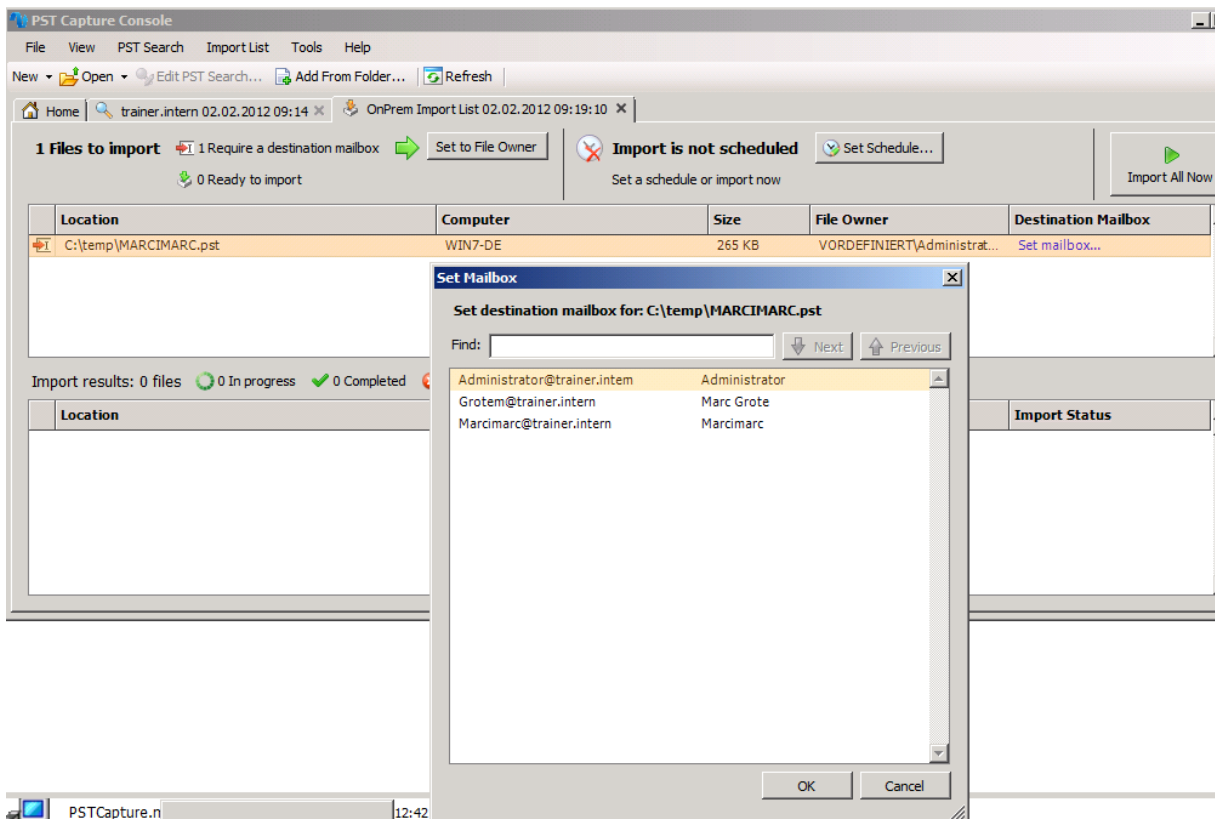 PST Capture Console
File View PST Search Import List Tools Help
New Open Edit PST Search... Add From Folder... Refresh
Home trainer.intern 02.02.2012 09:14 OnPrem Import List 02.02.2012 09:19:10
1 Files to import 1 Require a destination mailbox Set to File Owner Import is not scheduled Set Schedule...
0 Ready to import Set a schedule or import now Import All Now
Location Computer Size File Owner Destination Mailbox
C:\temp\MARCIMARC.pst WIN7-DE 265 KB VORDEFINIERT\Administrat... Set mailbox...
Set Mailbox
Set destination mailbox for: C:\temp\MARCIMARC.pst
Find: Next Previous
Administrator@trainer.intern Administrator
Grotem@trainer.intern Marc Grote
Marcimarc@trainer.intern Marcimarc
OK Cancel
Import results: 0 files 0 In progress 0 Completed
Location Import Status
PSTCapture.n 12:42